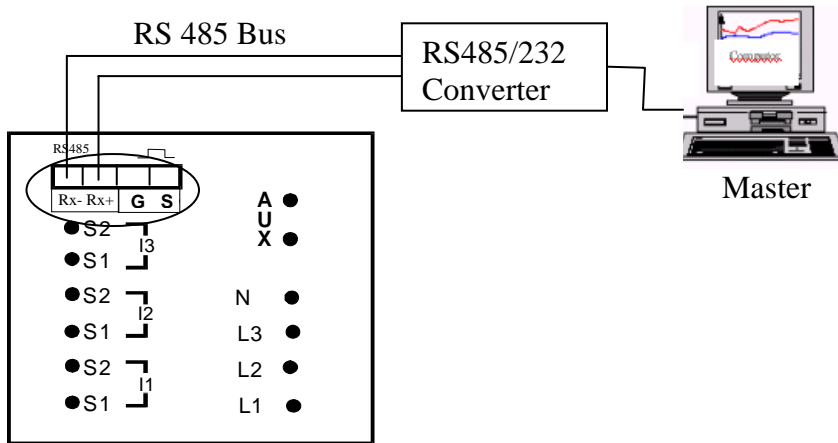 RS 485 Bus
RS485/232
Converter
Computer
Master
RS485
Rx- Rx+ G S
A
U
X
S2
I3
S1
S2
I2
S1
S2
I1
S1
N
L3
L2
L1